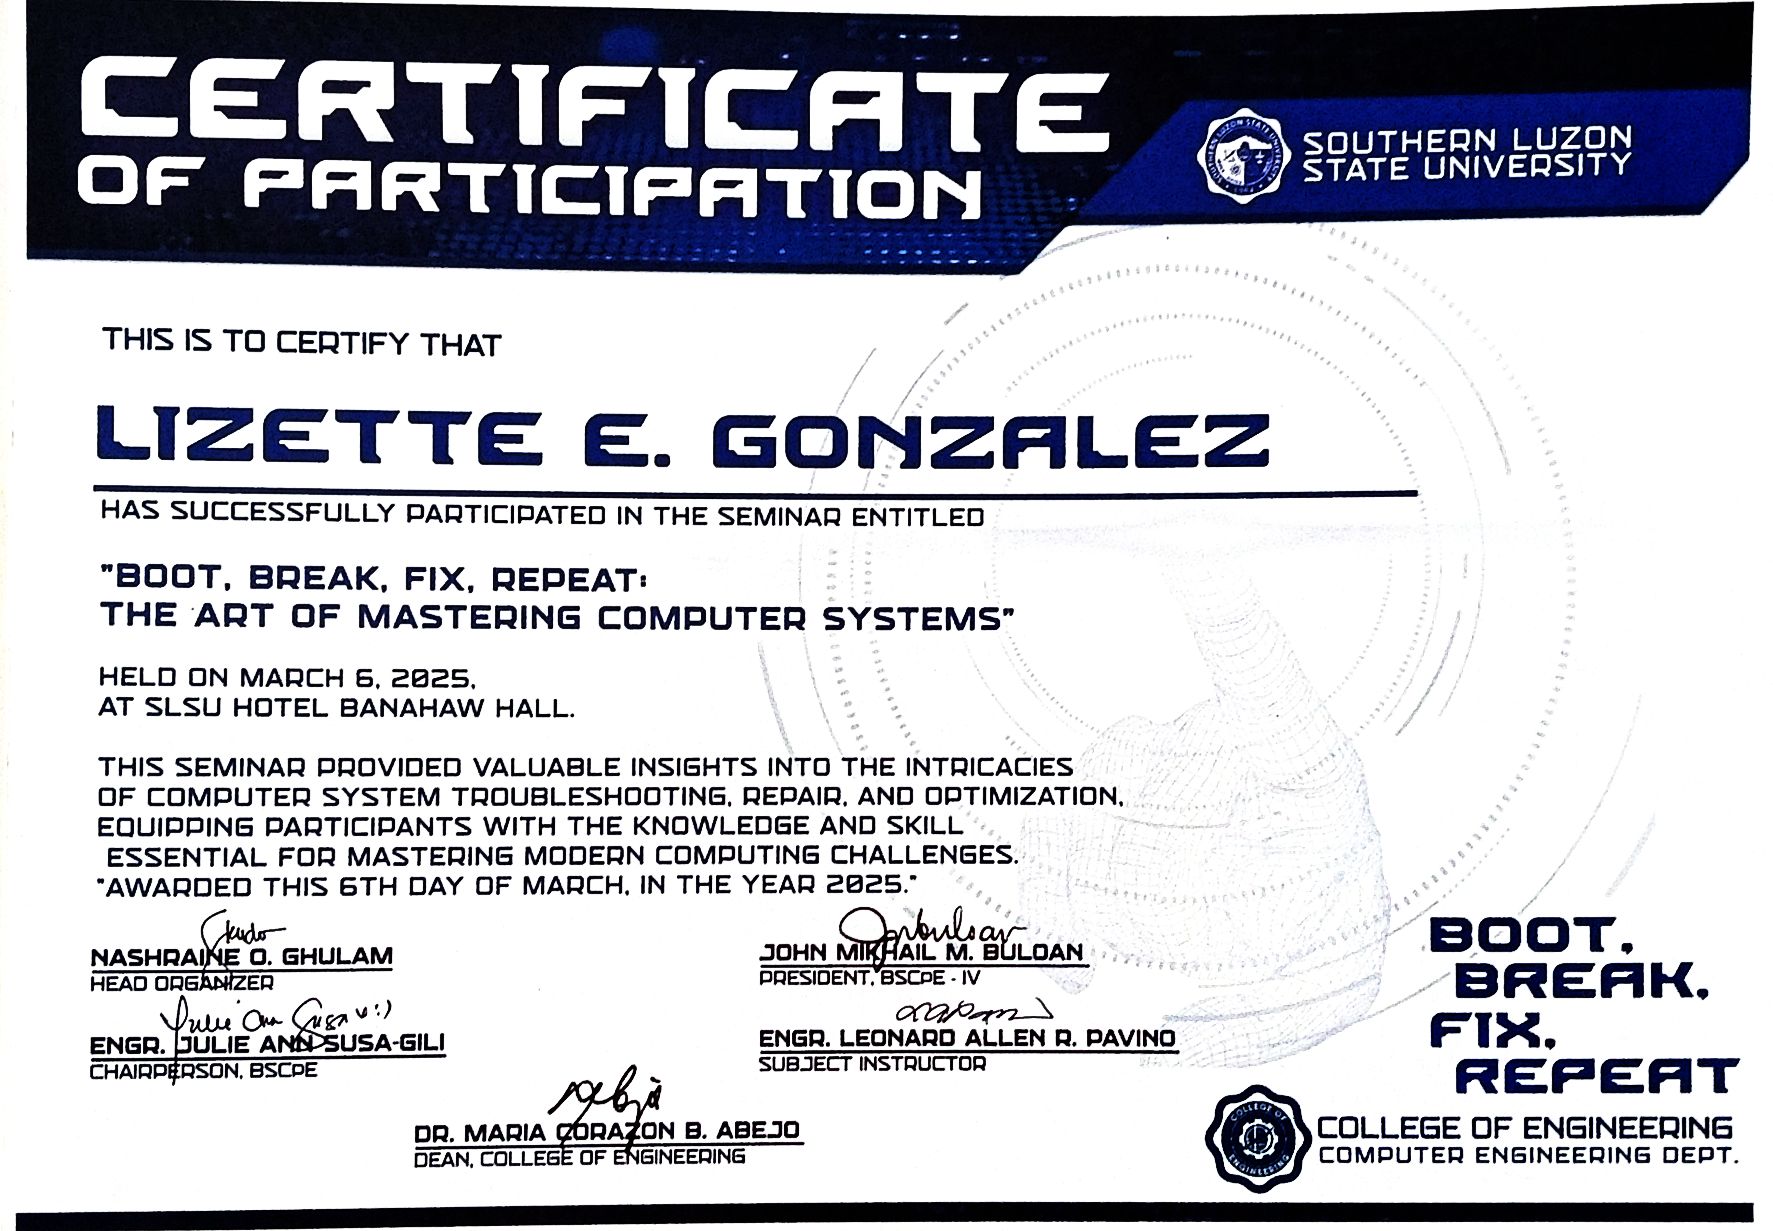 CERTIFICATE
OF PARTICIPATION
SOUTHERN LUZON
STATE UNIVERSITY
THIS IS TO CERTIFY THAT
LIZETTE E. GONZALEZ
HAS SUCCESSFULLY PARTICIPATED IN THE SEMINAR ENTITLED
"BOOT, BREAK, FIX, REPEAT:
THE ART OF MASTERING COMPUTER SYSTEMS"
HELD ON MARCH 6, 2025,
AT SLSU HOTEL BANAHAW HALL.
THIS SEMINAR PROVIDED VALUABLE INSIGHTS INTO THE INTRICACIES
OF COMPUTER SYSTEM TROUBLESHOOTING, REPAIR, AND OPTIMIZATION,
EQUIPPING PARTICIPANTS WITH THE KNOWLEDGE AND SKILL
ESSENTIAL FOR MASTERING MODERN COMPUTING CHALLENGES.
"AWARDED THIS 6TH DAY OF MARCH, IN THE YEAR 2025."
NASHRAINE O. GHULAM
HEAD ORGANIZER
JOHN MIKHAIL M. BULOAN
PRESIDENT, BSCPE - IV
Julie Ann Susa
ENGR. JULIE ANN SUSA-GILI
CHAIRPERSON, BSCPE
ENGR. LEONARD ALLEN R. PAVINO
SUBJECT INSTRUCTOR
DR. MARIA CORAZON B. ABEJO
DEAN, COLLEGE OF ENGINEERING
BOOT,
BREAK,
FIX,
REPEAT
COLLEGE OF
ENGINEERING
COLLEGE OF ENGINEERING
COMPUTER ENGINEERING DEPT.